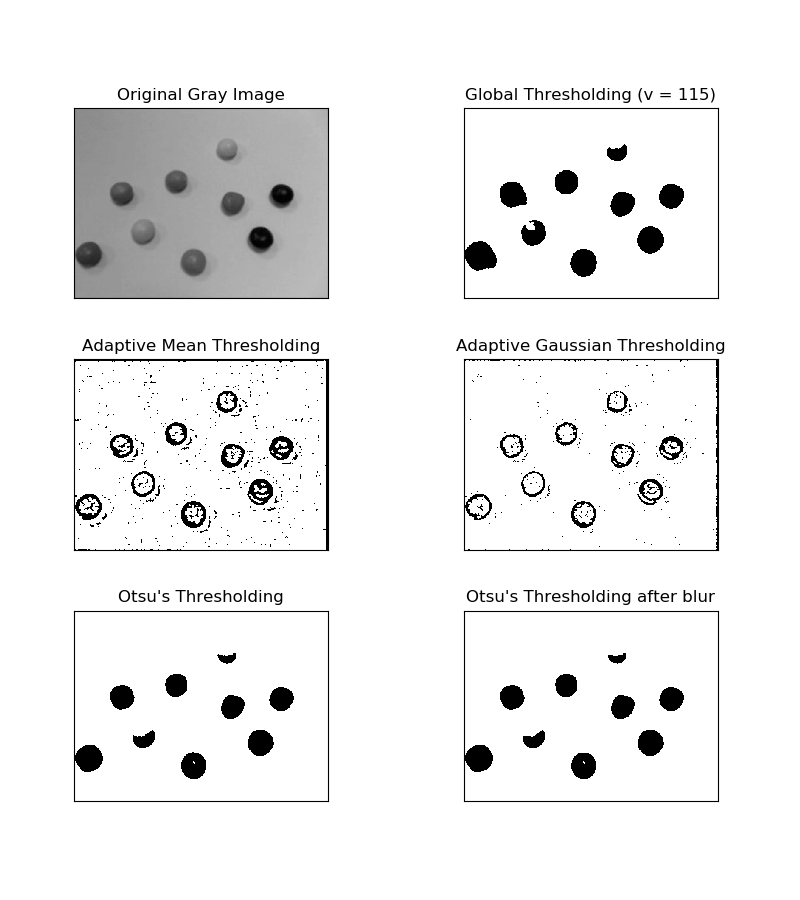 Original Gray Image
Global Thresholding (v = 115)
Adaptive Mean Thresholding
Adaptive Gaussian Thresholding
Otsu's Thresholding
Otsu's Thresholding after blur